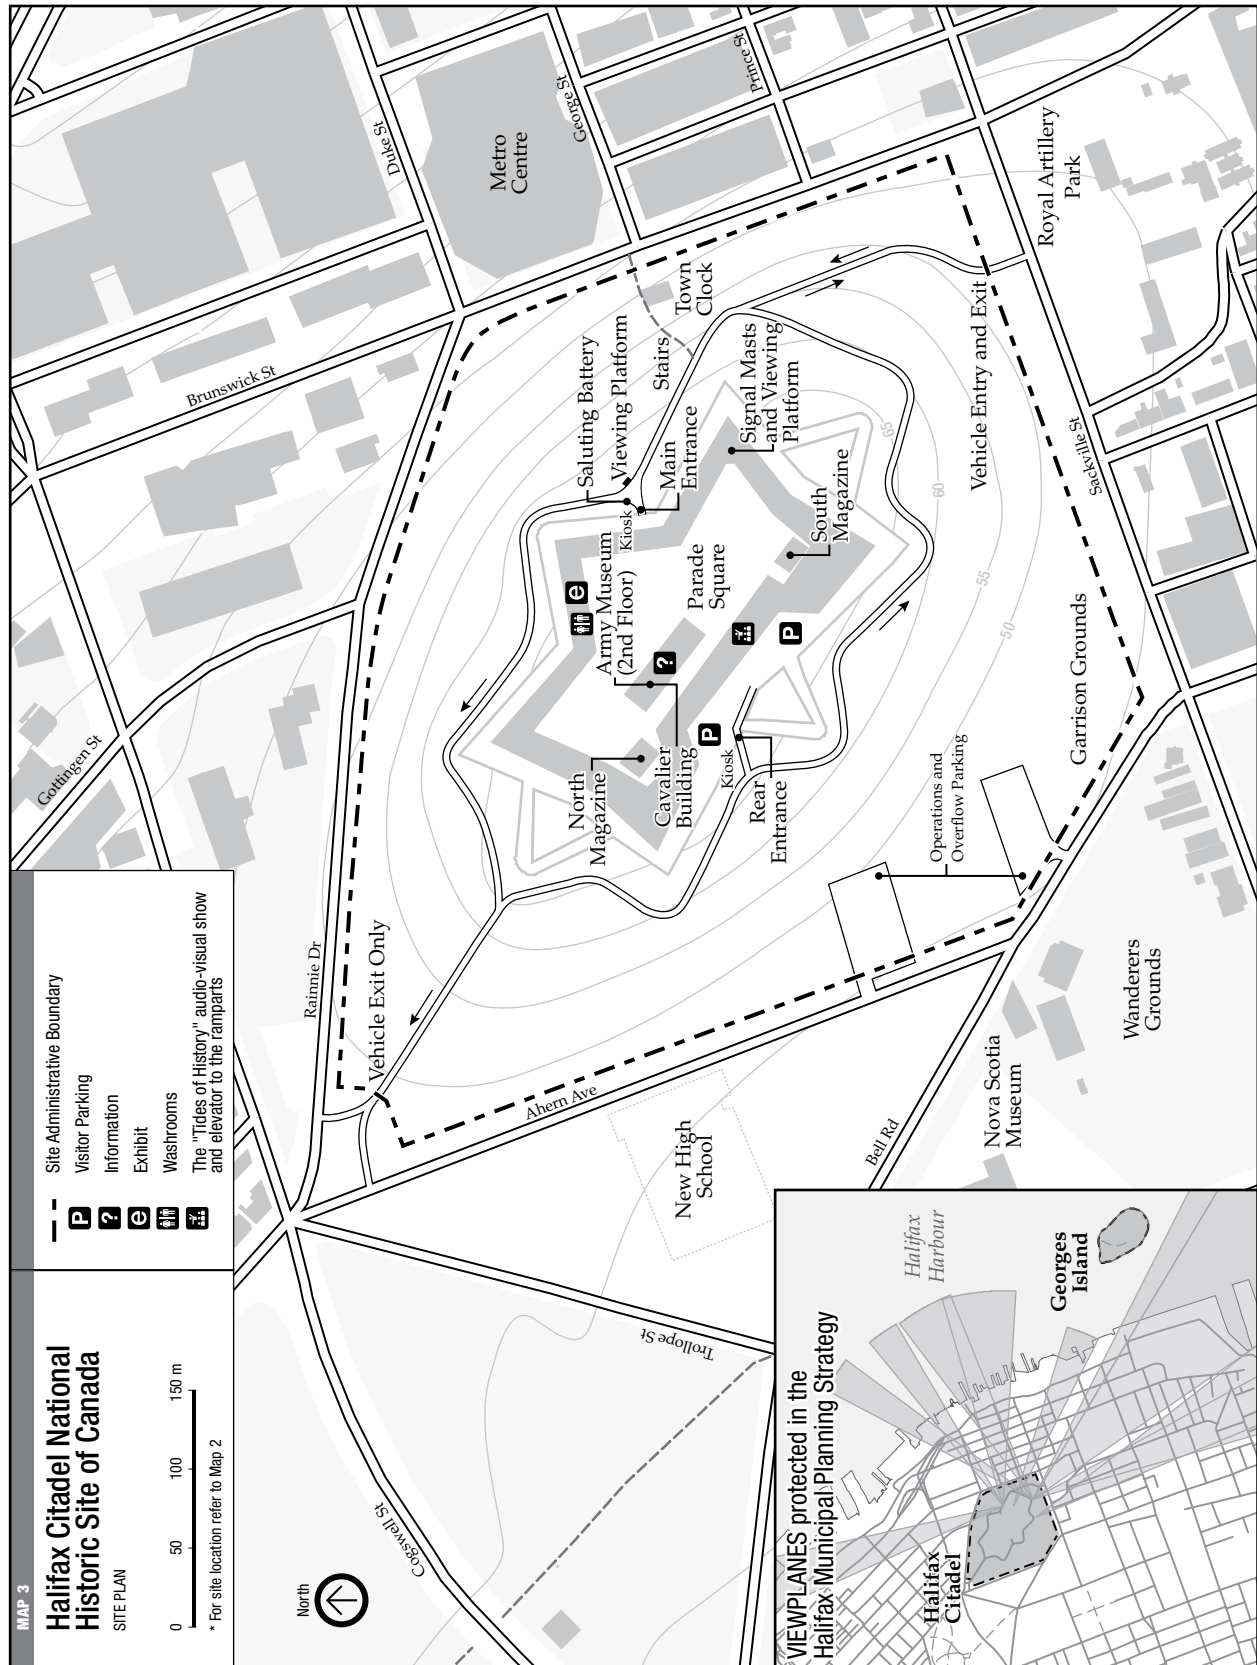 MAP 3
Halifax Citadel National
Historic Site of Canada
SITE PLAN
0 50 100 150 m
* For site location refer to Map 2
Site Administrative Boundary
P Visitor Parking
? Information
e Exhibit
Washrooms
The "Tides of History" audio-visual show
and elevator to the ramparts
North
Cogswell St
Trollope St
Rainnie Dr
Gottingen St
Brunswick St
Duke St
George St
Prince St
Sackville St
Ahern Ave
Bell Rd
Metro
Centre
Royal Artillery
Park
Town
Clock
Stairs
Saluting Battery
Viewing Platform
Kiosk
Main
Entrance
Signal Masts
and Viewing
Platform
Army Museum
(2nd Floor)
Parade
Square
South
Magazine
North
Magazine
Cavalier
Building
Kiosk
Rear
Entrance
e
?
P
P
Vehicle Entry and Exit
Vehicle Exit Only
65
60
55
50
Garrison Grounds
Operations and
Overflow Parking
Wanderers
Grounds
Nova Scotia
Museum
New High
School
VIEWPLANES protected in the
Halifax Municipal Planning Strategy
Halifax
Citadel
Halifax
Harbour
Georges
Island